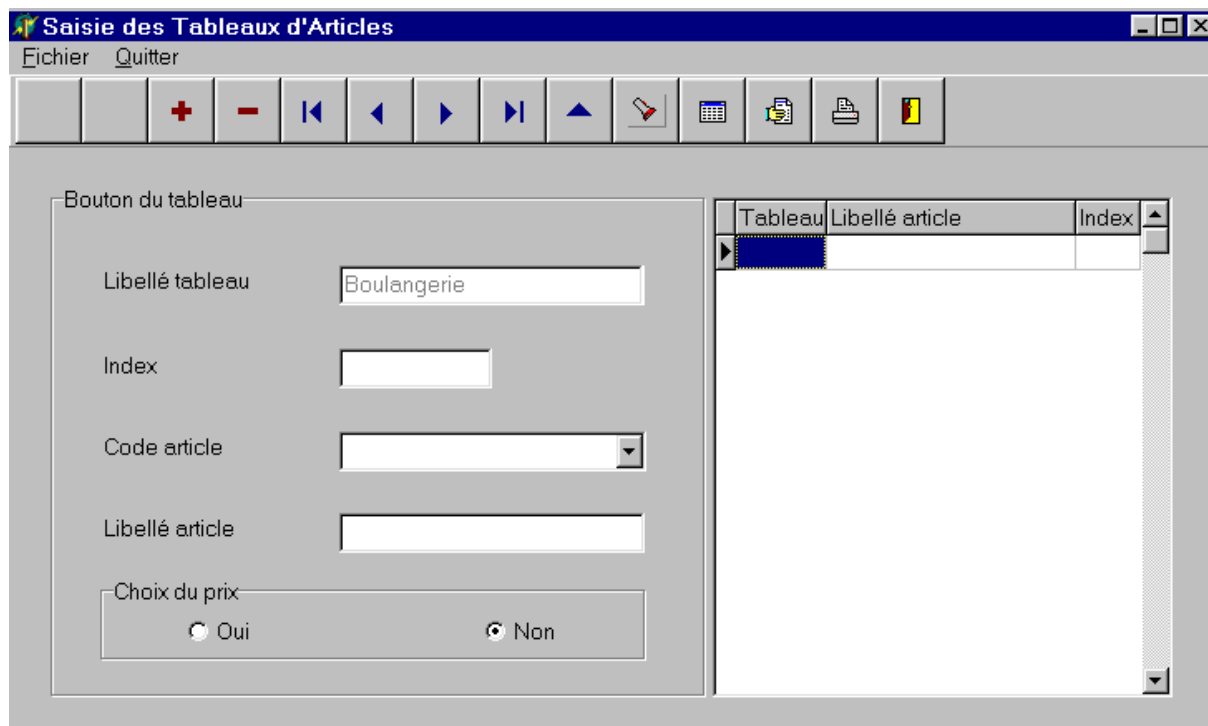 Saisie des Tableaux d'Articles
Fichier Quitter
Bouton du tableau
Libellé tableau
Boulangerie
Index
Code article
Libellé article
Choix du prix
Oui
Non
Tableau Libellé article Index